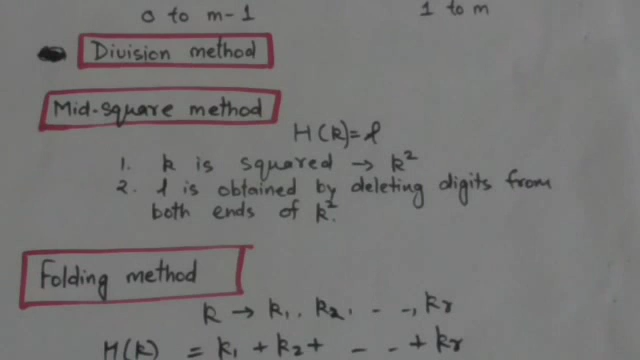 0 to m-1 1 to m
Division method
Mid-square method
H(k)=l
1. k is squared → k²
2. l is obtained by deleting digits from
both ends of k².
Folding method
k → k₁, k₂, - - -, kᵣ
H(k) = k₁ + k₂ + - - - + kᵣ